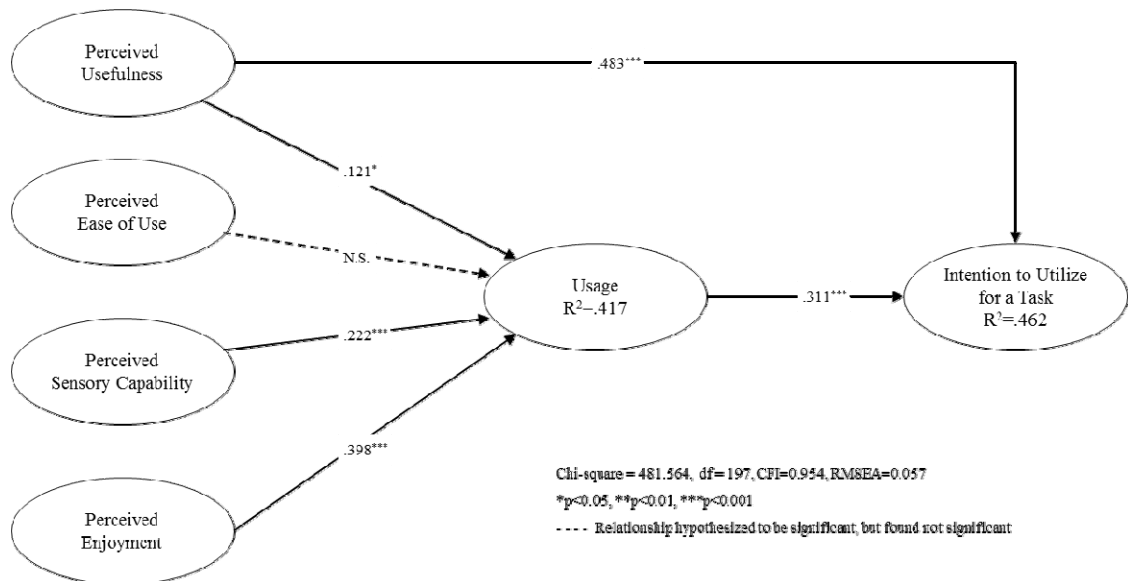 Perceived
Usefulness
.483***
.121*
Perceived
Ease of Use
N.S.
Usage
R²=.417
.311***
Intention to Utilize
for a Task
R²=.462
.222***
Perceived
Sensory Capability
.398***
Perceived
Enjoyment
Chi-square = 481.564, df = 197, CFI=0.954, RMSEA=0.057
*p<0.05, **p<0.01, ***p<0.001
---- Relationship hypothesized to be significant, but found not significant